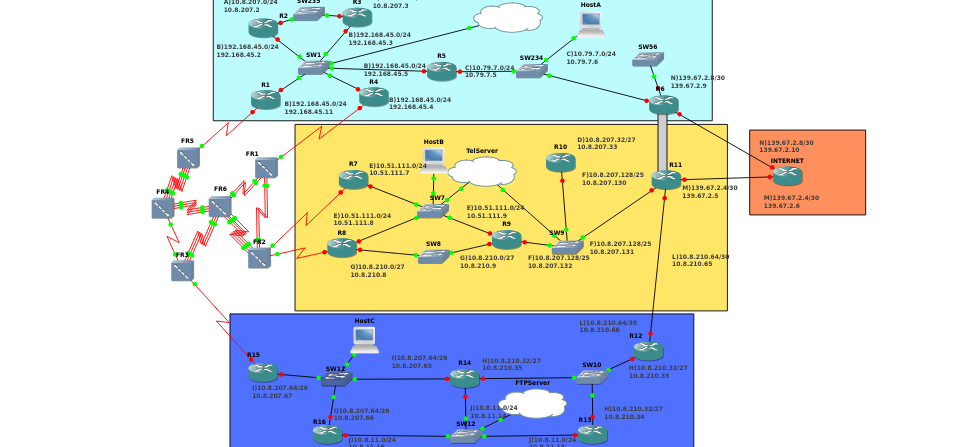 A)10.8.207.0/24
10.8.207.2
R2
SW235
R3
10.8.207.3
B)192.168.45.0/24
192.168.45.2
B)192.168.45.0/24
192.168.45.3
SW1
B)192.168.45.0/24
192.168.45.5
R5
C)10.79.7.0/24
10.79.7.5
SW234
HostA
C)10.79.7.0/24
10.79.7.6
SW56
N)139.67.2.8/30
139.67.2.9
R6
R1
B)192.168.45.0/24
192.168.45.11
R4
B)192.168.45.0/24
192.168.45.4
FR5
FR1
FR4
FR6
FR2
FR3
R7
E)10.51.111.0/24
10.51.111.7
HostB
TelServer
R10
D)10.8.207.32/27
10.8.207.33
F)10.8.207.128/25
10.8.207.130
R11
M)139.67.2.4/30
139.67.2.5
N)139.67.2.8/30
139.67.2.10
INTERNET
M)139.67.2.4/30
139.67.2.6
SW7
E)10.51.111.0/24
10.51.111.9
E)10.51.111.0/24
10.51.111.8
R8
SW8
R9
SW9
F)10.8.207.128/25
10.8.207.131
G)10.8.210.0/27
10.8.210.8
G)10.8.210.0/27
10.8.210.9
F)10.8.207.128/25
10.8.207.132
L)10.8.210.64/30
10.8.210.65
HostC
L)10.8.210.64/30
10.8.210.66
R12
R15
I)10.8.207.64/26
10.8.207.67
I)10.8.207.64/26
10.8.207.65
R14
H)10.8.210.32/27
10.8.210.35
SW10
H)10.8.210.32/27
10.8.210.33
FTPServer
I)10.8.207.64/26
10.8.207.66
R16
SW12
H)10.8.210.32/27
10.8.210.34
R13
J)10.8.11.0/24
J)10.8.11.0/24